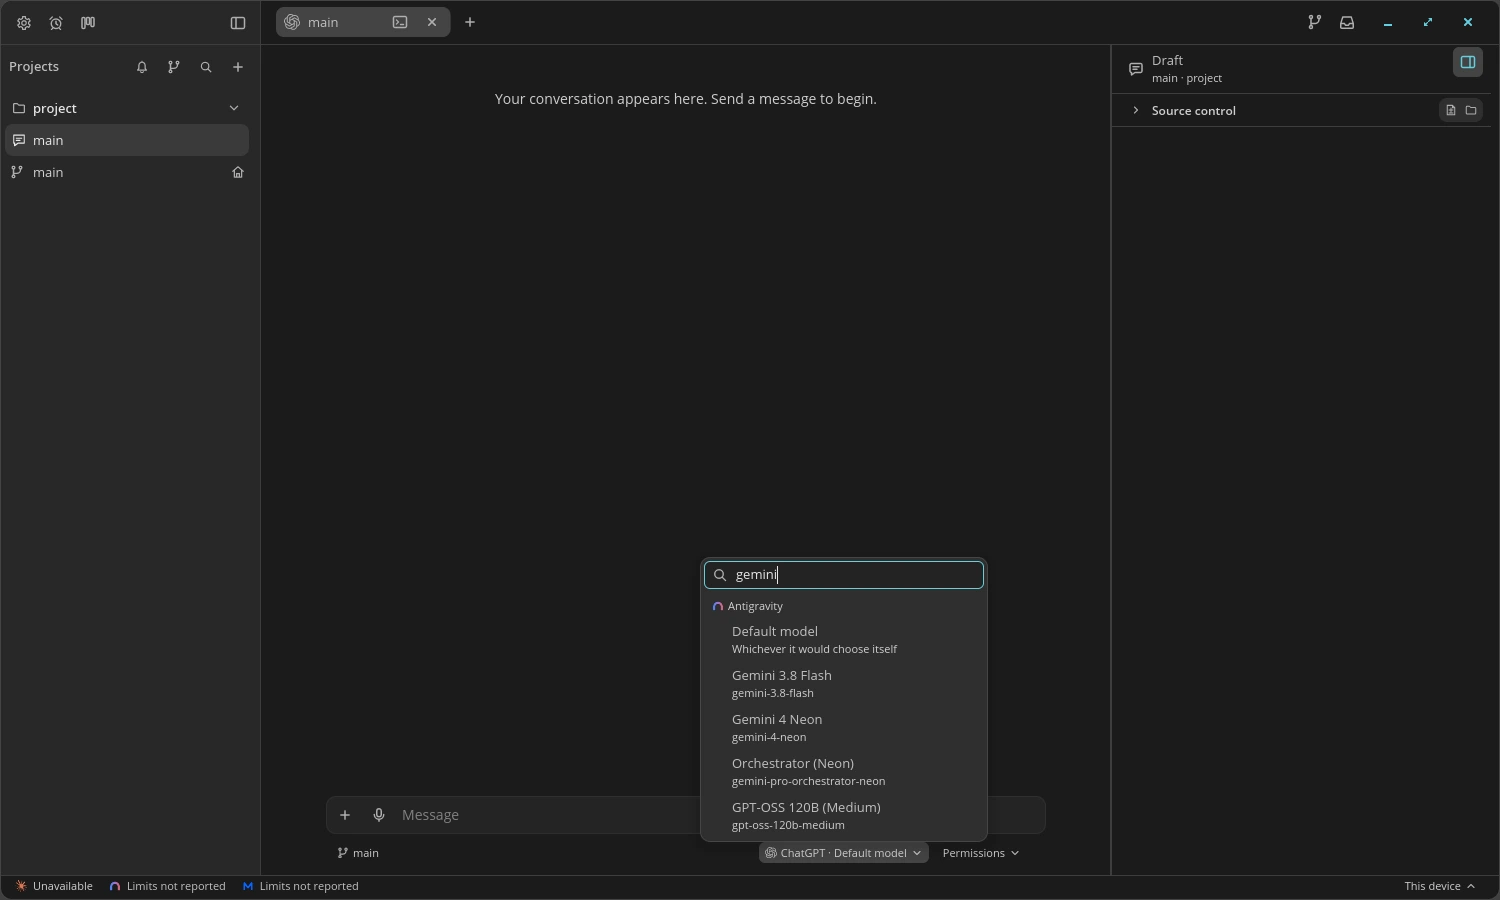 main
Projects
project
main
main
Your conversation appears here. Send a message to begin.
Draft
main · project
Source control
gemini
Antigravity
Default model
Whichever it would choose itself
Gemini 3.8 Flash
gemini-3.8-flash
Gemini 4 Neon
gemini-4-neon
Orchestrator (Neon)
gemini-pro-orchestrator-neon
GPT-OSS 120B (Medium)
gpt-oss-120b-medium
Message
main
ChatGPT · Default model
Permissions
Unavailable
Limits not reported
Limits not reported
This device